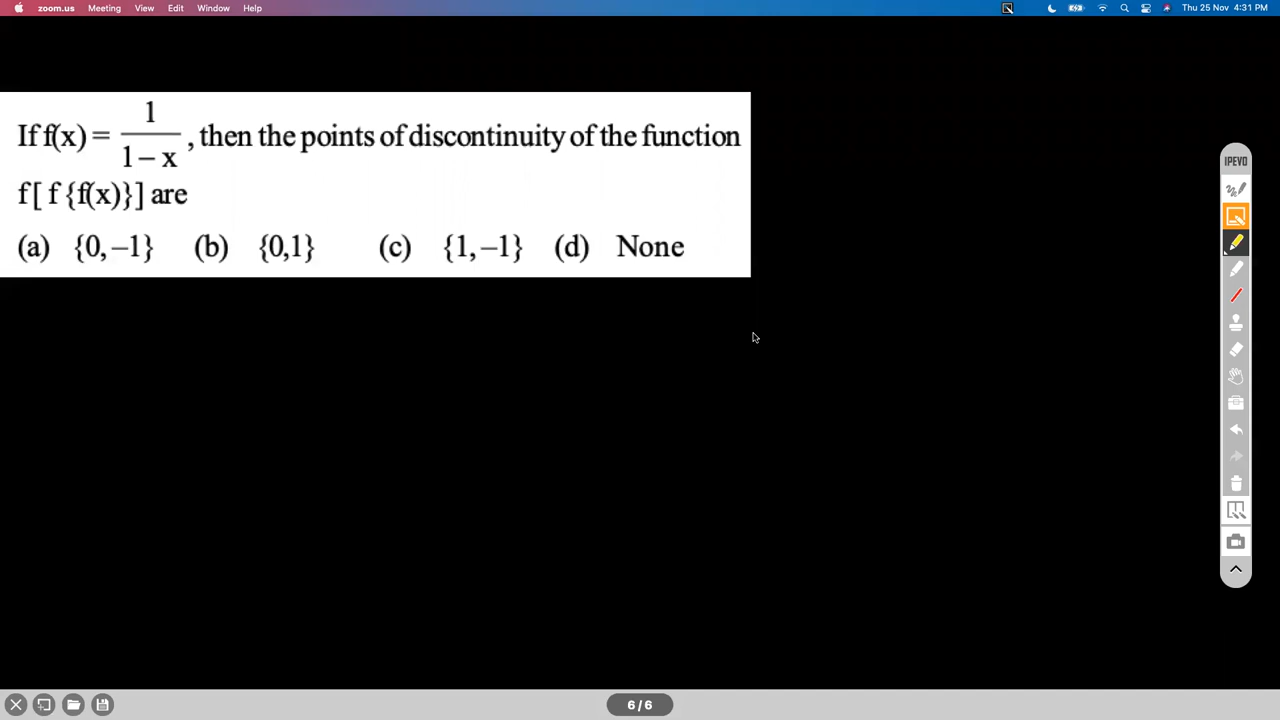 zoom.us Meeting View Edit Window Help Thu 25 Nov 4:31 PM
If f(x) = 1/(1 – x), then the points of discontinuity of the function
f[ f {f(x)}] are
(a) {0, –1} (b) {0,1} (c) {1, –1} (d) None
IPEVO
6 / 6